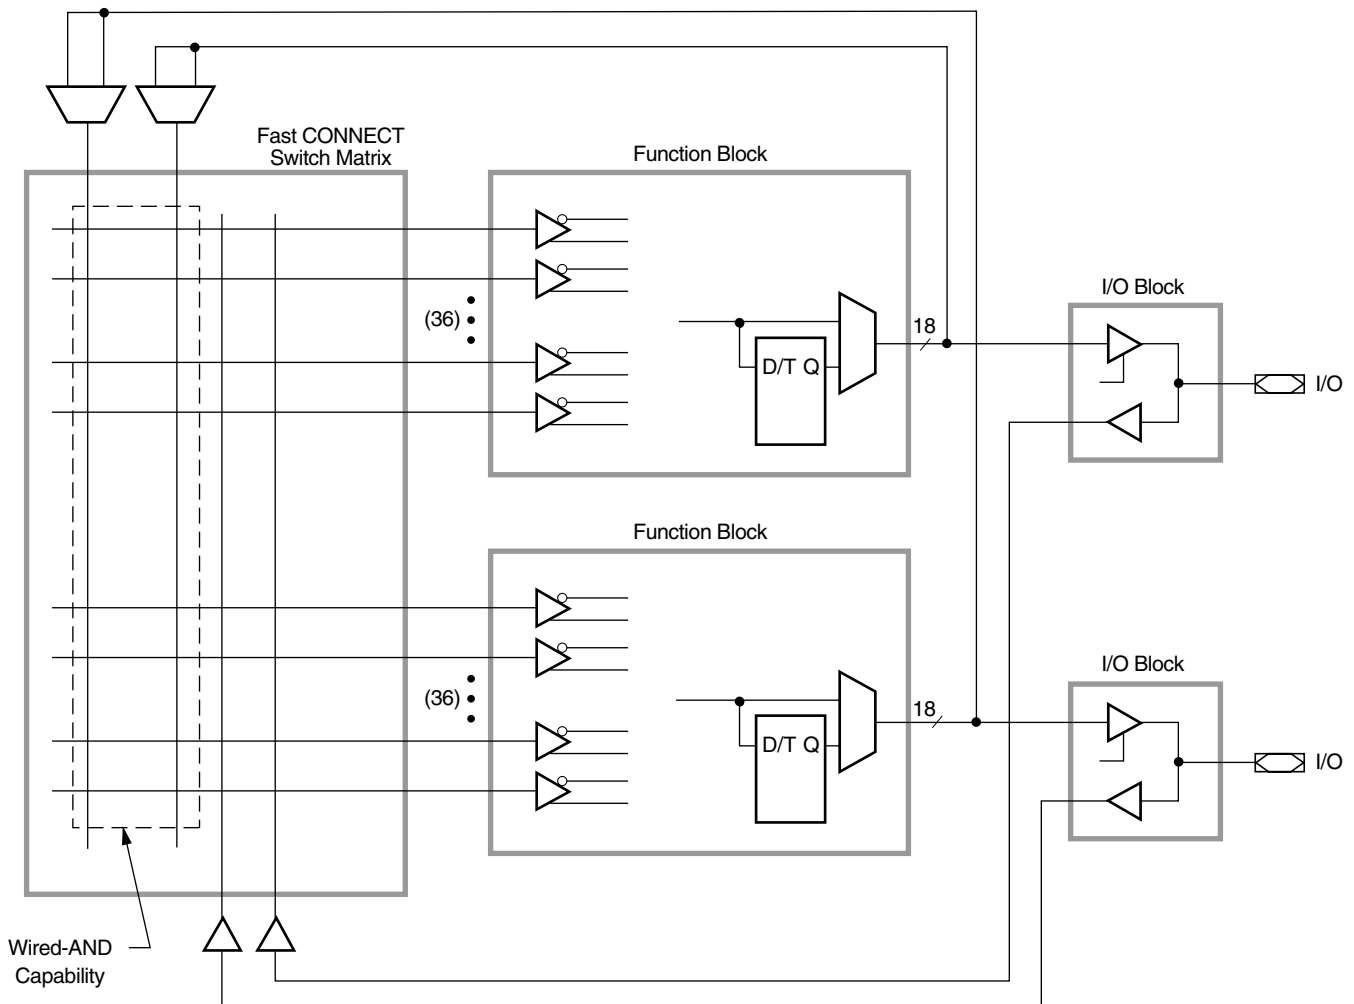 Fast CONNECT
Switch Matrix
Function Block
(36)
D/T Q
18
I/O Block
I/O
Function Block
(36)
D/T Q
18
I/O Block
I/O
Wired-AND
Capability